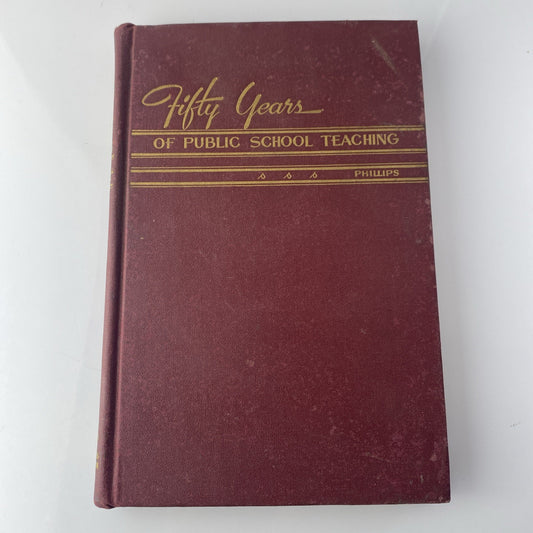 Fifty Years
OF PUBLIC SCHOOL TEACHING
s s s PHILLIPS